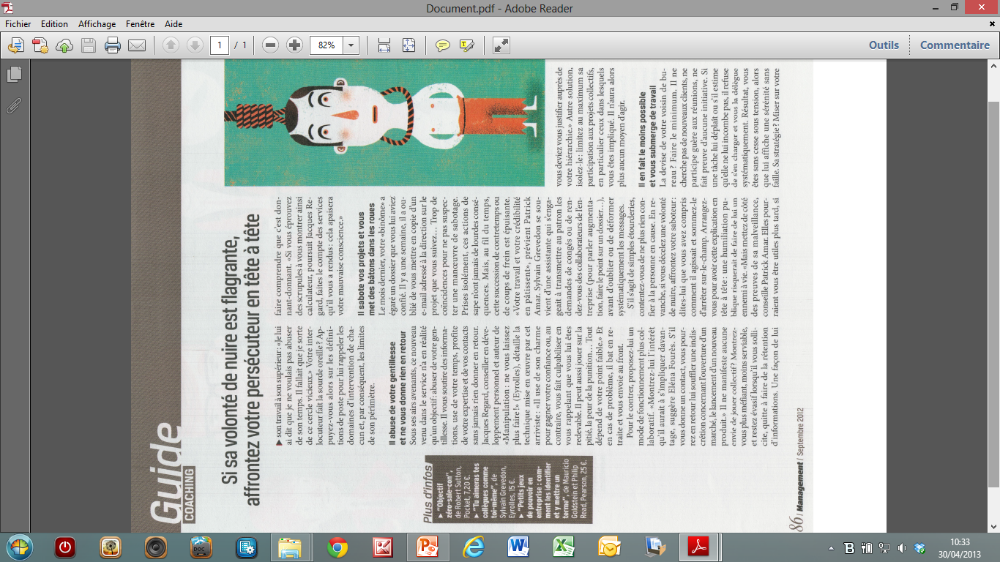 Document.pdf - Adobe Reader
Fichier Edition Affichage Fenêtre Aide
1 / 1
82%
Outils
Commentaire
Guide
COACHING
Si sa volonté de nuire est flagrante,
affrontez votre persécuteur en tête à tête
Plus d'infos
► "Objectif
zéro-sale-con",
de Robert Sutton,
Pocket, 7,20 €.
► "Tu aimeras tes
collègues comme
toi-même", de
Sylvain Grevedon,
Eyrolles, 15 €.
► "Petits jeux
de pouvoir en
entreprise : com-
ment les identifier
et y mettre un
terme", de Mauricio
Goldstein et Philip
Read, Pearson, 25 €.
► son travail à son supérieur: «Je lui
ai dit que je ne voulais pas abuser
de son temps. Il fallait que je sorte
de ce cercle vicieux.» Votre inter-
locuteur fait la sourde oreille? Ap-
puyez-vous alors sur les défini-
tions de poste pour lui rappeler les
domaines d'intervention de cha-
cun et, par conséquent, les limites
de son périmètre.
Il abuse de votre gentillesse
et ne vous donne rien en retour
Sous ses airs avenants, ce nouveau
venu dans le service n'a en réalité
qu'un objectif: abuser de votre gen-
tillesse. Il vous soutire des informa-
tions, use de votre temps, profite
de votre expertise et de vos contacts
sans jamais rien donner en retour.
Jacques Regard, conseiller en déve-
loppement personnel et auteur de
«Manipulation: ne vous laissez
plus faire!» (Eyrolles), détaille la
technique mise en œuvre par cet
arriviste: «Il use de son charme
pour gagner votre confiance ou, au
contraire, vous fait culpabiliser en
vous rappelant que vous lui êtes
redevable. Il peut aussi jouer sur la
pitié, la peur de la punition... Tout
dépend de votre point faible.» Et
en cas de problème, il bat en re-
traite et vous envoie au front.
Pour le contrer, proposez-lui un
mode de fonctionnement plus col-
laboratif. «Montrez-lui l'intérêt
qu'il aurait à s'impliquer davan-
tage, suggère Eléna Fourès. S'il
vous donne un contact, vous pour-
rez en retour lui souffler une indis-
crétion concernant l'ouverture d'un
marché, le lancement d'un nouveau
produit.» Il ne manifeste aucune
envie de jouer collectif? Montrez-
vous plus méfiant, moins serviable,
et restez évasif lorsqu'il vous solli-
cite, quitte à faire de la rétention
d'informations. Une façon de lui
faire comprendre que c'est don-
nant-donnant. «Si vous éprouvez
des scrupules à vous montrer ainsi
calculateur, poursuit Jacques Re-
gard, faites le compte des services
qu'il vous a rendus: cela apaisera
votre mauvaise conscience.»
Il sabote vos projets et vous
met des bâtons dans les roues
Le mois dernier, votre «binôme» a
égaré un dossier que vous lui aviez
confié. Il y a une semaine, il a ou-
blié de vous mettre en copie d'un
e-mail adressé à la direction sur le
projet que vous suivez... Trop de
coïncidences pour ne pas suspec-
ter une manœuvre de sabotage.
Prises isolément, ces actions de
sape n'ont jamais de lourdes consé-
quences. Mais, au fil du temps,
cette succession de contretemps ou
de coups de frein est épuisante.
«Votre travail et votre crédibilité
en pâtissent», prévient Patrick
Amar. Sylvain Grevedon se sou-
vient d'une assistante qui s'enga-
geait à transmettre au patron les
demandes de congés ou de ren-
dez-vous des collaborateurs de l'en-
treprise (pour parler augmenta-
tion, faire le point sur un dossier...),
avant d'oublier ou de déformer
systématiquement les messages.
S'il s'agit de simples étourderies,
contentez-vous de ne plus rien con-
fier à la personne en cause. En re-
vanche, si vous décelez une volonté
de nuire, affrontez votre saboteur:
dites-lui que vous avez compris
comment il agissait et sommez-le
d'arrêter sur-le-champ. Arrangez-
vous pour avoir cette explication en
tête à tête: une humiliation pu-
blique risquerait de faire de lui un
ennemi à vie. «Mais mettez de côté
des preuves de sa malveillance,
conseille Patrick Amar. Elles pour-
raient vous être utiles plus tard, si
vous deviez vous justifier auprès de
votre hiérarchie.» Autre solution,
isolez-le: limitez au maximum sa
participation aux projets collectifs,
en particulier ceux dans lesquels
vous êtes impliqué. Il n'aura alors
plus aucun moyen d'agir.
Il en fait le moins possible
et vous submerge de travail
La devise de votre voisin de bu-
reau? Faire le minimum. Il ne
cherche pas de nouveaux clients, ne
participe guère aux réunions, ne
fait preuve d'aucune initiative. Si
une tâche lui déplaît ou s'il estime
qu'elle ne lui incombe pas, il refuse
de s'en charger et vous la délègue
systématiquement. Résultat, vous
êtes sans cesse sous tension, alors
que lui affiche une sérénité sans
faille. Sa stratégie? Miser sur votre
86 / Management / Septembre 2012
10:33
30/04/2013